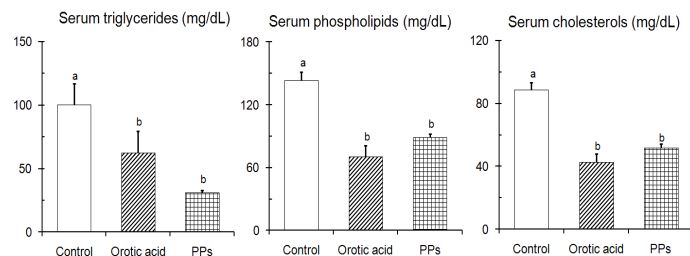 Serum triglycerides (mg/dL)
150
100
50
0
a
b
b
Control Orotic acid PPs
Serum phospholipids (mg/dL)
180
120
60
0
a
b
b
Control Orotic acid PPs
Serum cholesterols (mg/dL)
120
80
40
0
a
b
b
Control Orotic acid PPs